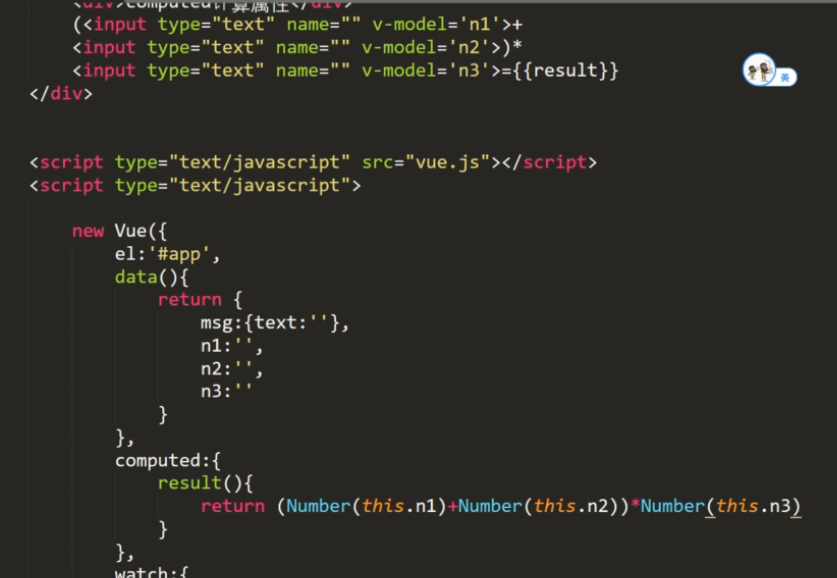 <div>computed计算属性</div>
(<input type="text" name="" v-model='n1'>+
<input type="text" name="" v-model='n2'>)*
<input type="text" name="" v-model='n3'>={{result}}
英
</div>
<script type="text/javascript" src="vue.js"></script>
<script type="text/javascript">
new Vue({
el:'#app',
data(){
return {
msg:{text:''},
n1:'',
n2:'',
n3:''
}
},
computed:{
result(){
return (Number(this.n1)+Number(this.n2))*Number(this.n3)
}
},
watch:{